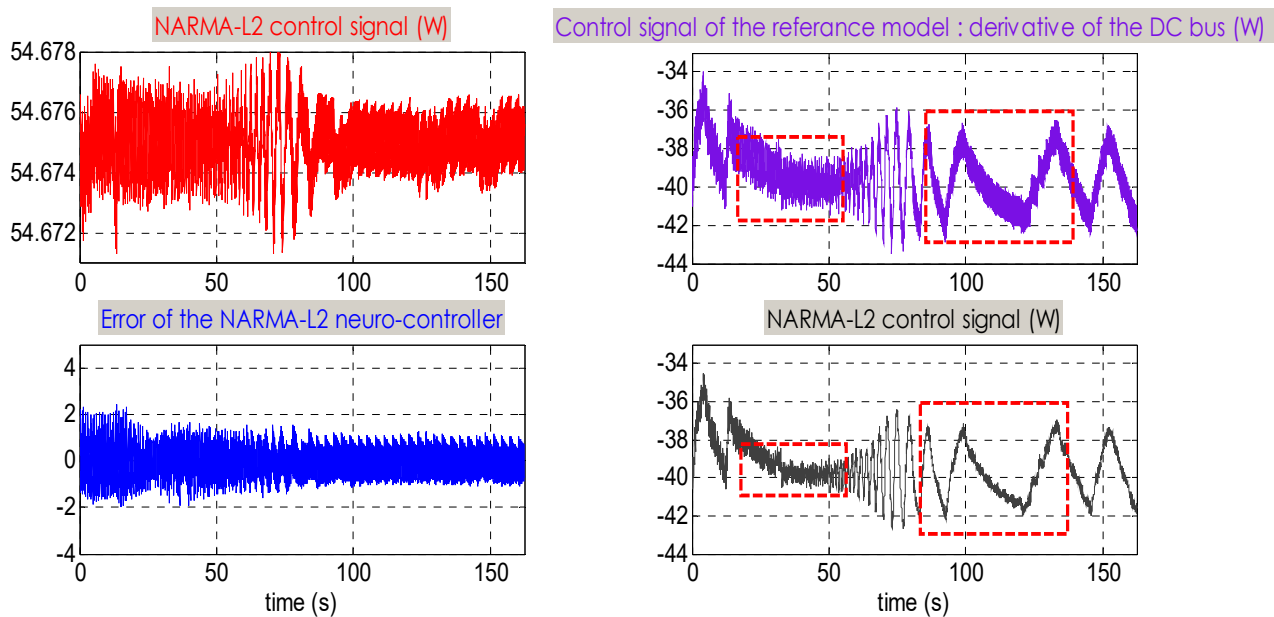 NARMA-L2 control signal (W)
54.678
54.676
54.674
54.672
0 50 100 150
Control signal of the referance model : derivative of the DC bus (W)
-34
-36
-38
-40
-42
-44
0 50 100 150
Error of the NARMA-L2 neuro-controller
4
2
0
-2
-4
0 50 100 150
time (s)
NARMA-L2 control signal (W)
-34
-36
-38
-40
-42
-44
0 50 100 150
time (s)